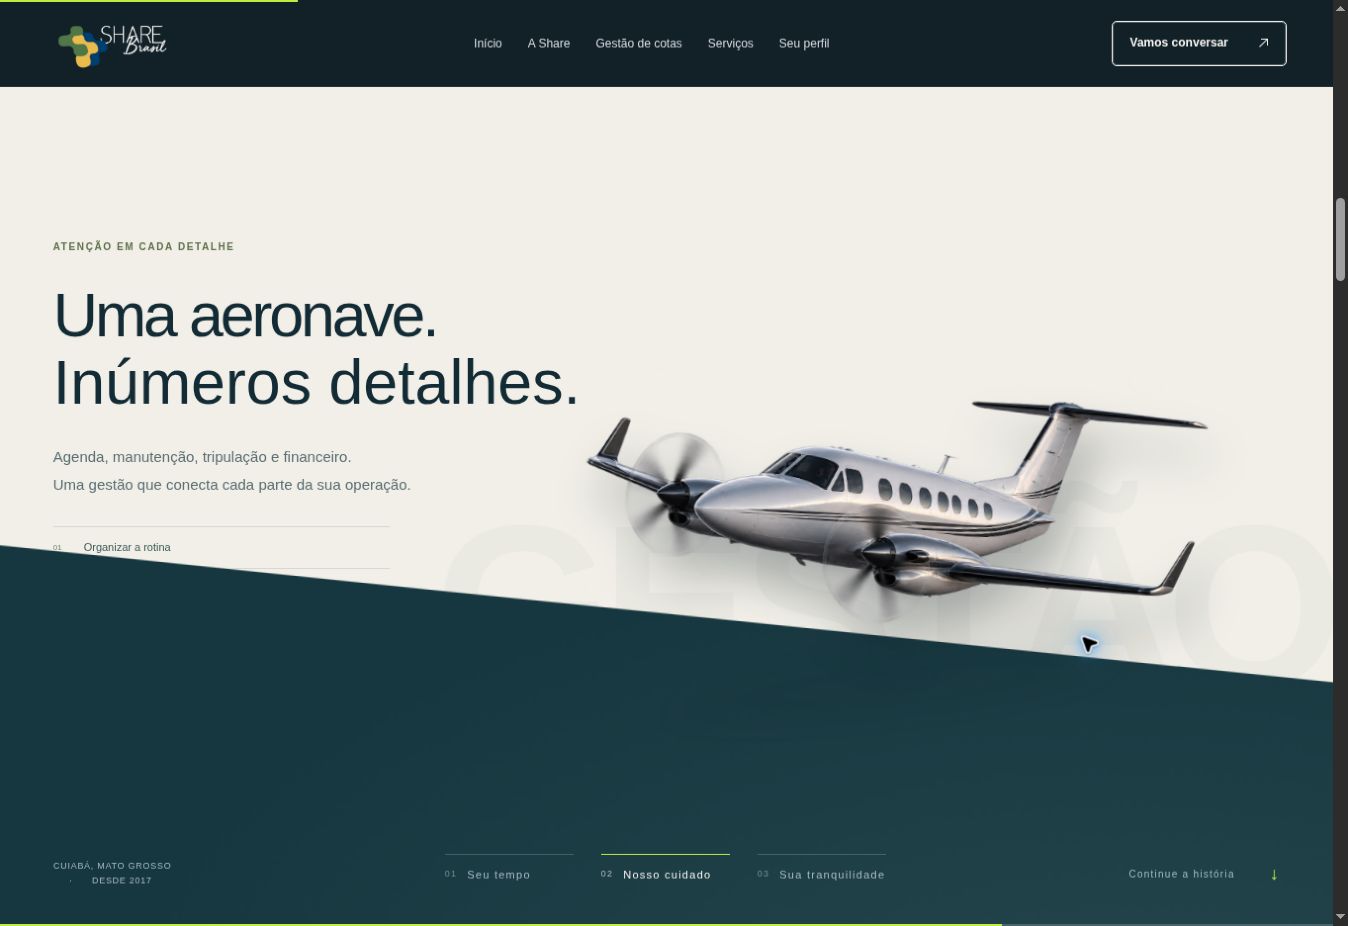 SHARE
Brasil
Início
A Share
Gestão de cotas
Serviços
Seu perfil
Vamos conversar
ATENÇÃO EM CADA DETALHE
Uma aeronave.
Inúmeros detalhes.
Agenda, manutenção, tripulação e financeiro.
Uma gestão que conecta cada parte da sua operação.
01 Organizar a rotina
GESTÃO
CUIABÁ, MATO GROSSO
· DESDE 2017
01 Seu tempo
02 Nosso cuidado
03 Sua tranquilidade
Continue a história ↓